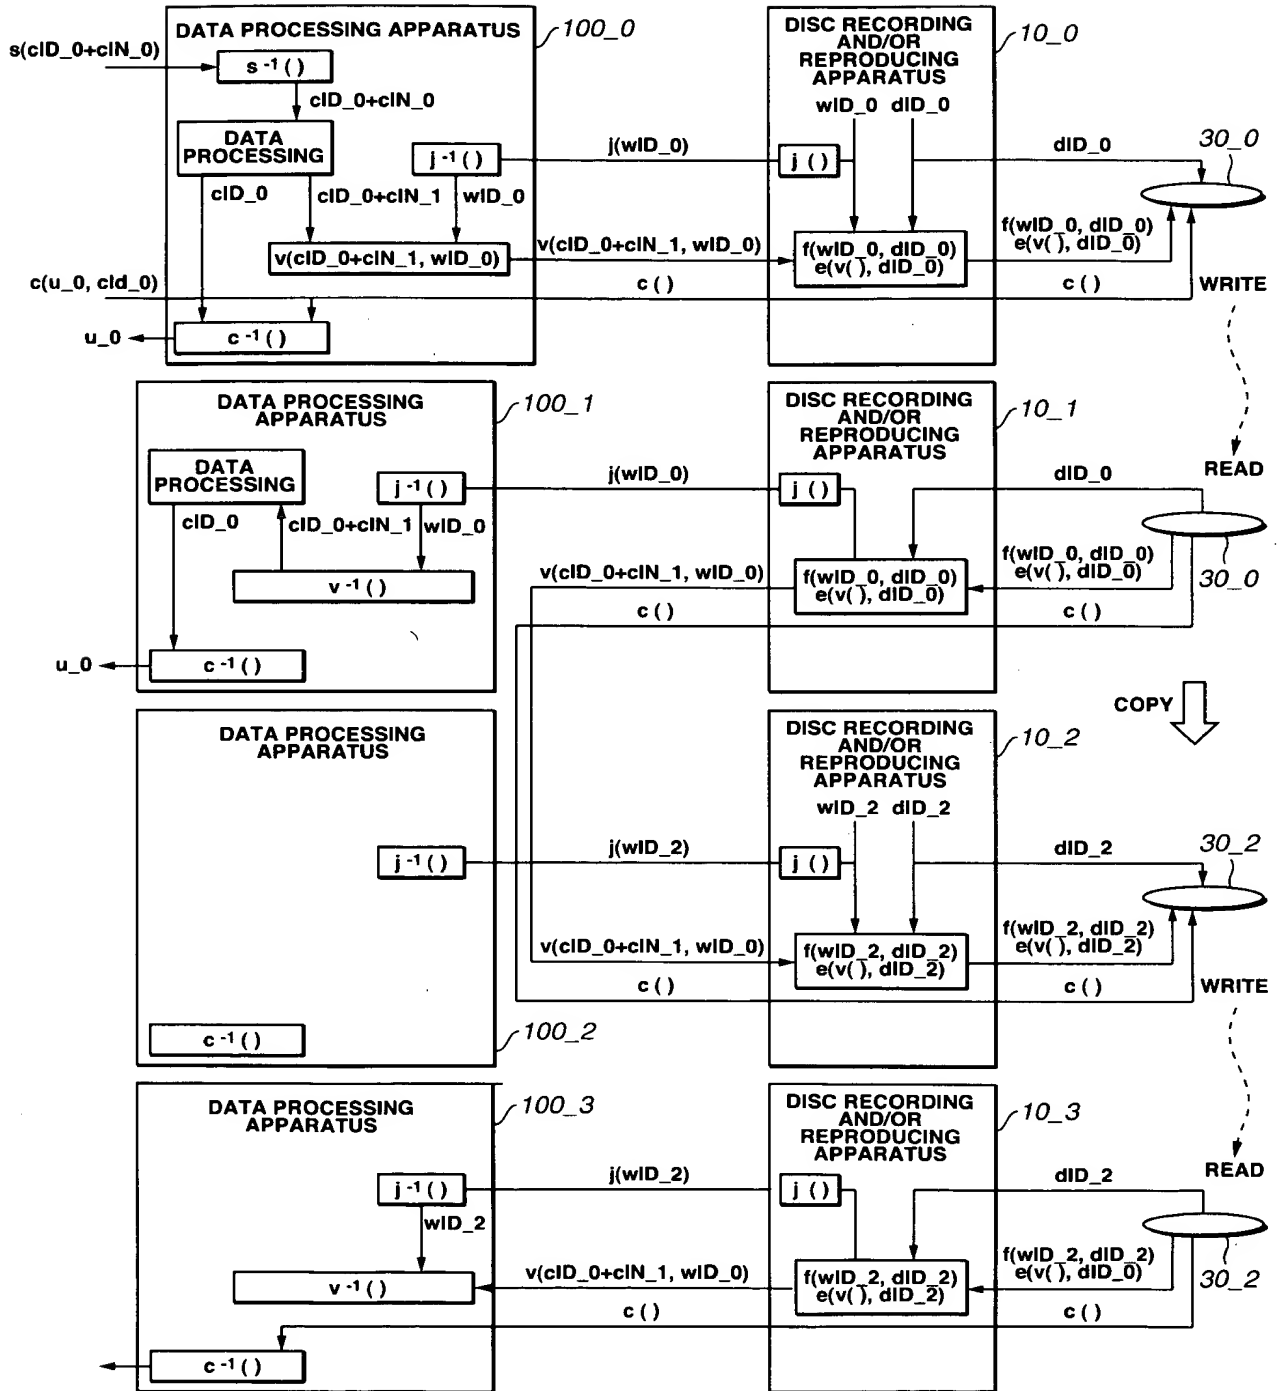 DATA PROCESSING APPARATUS
100_0
s(cID_0+cIN_0)
s -1 ( )
cID_0+cIN_0
DATA
PROCESSING
j -1 ( )
cID_0
cID_0+cIN_1
wID_0
v(cID_0+cIN_1, wID_0)
c(u_0, cId_0)
u_0
c -1 ( )
j(wID_0)
v(cID_0+cIN_1, wID_0)
c ( )
DISC RECORDING
AND/OR
REPRODUCING
APPARATUS
10_0
wID_0 dID_0
j ( )
f(wID_0, dID_0)
e(v( ), dID_0)
dID_0
30_0
f(wID_0, dID_0)
e(v( ), dID_0)
c ( )
WRITE
DATA PROCESSING
APPARATUS
100_1
DATA
PROCESSING
j -1 ( )
cID_0
cID_0+cIN_1
wID_0
v -1 ( )
u_0
c -1 ( )
j(wID_0)
v(cID_0+cIN_1, wID_0)
c ( )
DISC RECORDING
AND/OR
REPRODUCING
APPARATUS
10_1
j ( )
f(wID_0, dID_0)
e(v( ), dID_0)
READ
dID_0
f(wID_0, dID_0)
e(v( ), dID_0)
30_0
c ( )
COPY
DATA PROCESSING
APPARATUS
j -1 ( )
c -1 ( )
100_2
j(wID_2)
v(cID_0+cIN_1, wID_0)
c ( )
DISC RECORDING
AND/OR
REPRODUCING
APPARATUS
10_2
wID_2 dID_2
j ( )
f(wID_2, dID_2)
e(v( ), dID_2)
dID_2
30_2
f(wID_2, dID_2)
e(v( ), dID_2)
c ( )
WRITE
DATA PROCESSING
APPARATUS
100_3
j -1 ( )
wID_2
v -1 ( )
c -1 ( )
j(wID_2)
v(cID_0+cIN_1, wID_0)
c ( )
DISC RECORDING
AND/OR
REPRODUCING
APPARATUS
10_3
j ( )
f(wID_2, dID_2)
e(v( ), dID_2)
READ
dID_2
f(wID_2, dID_2)
e(v( ), dID_0)
30_2
c ( )